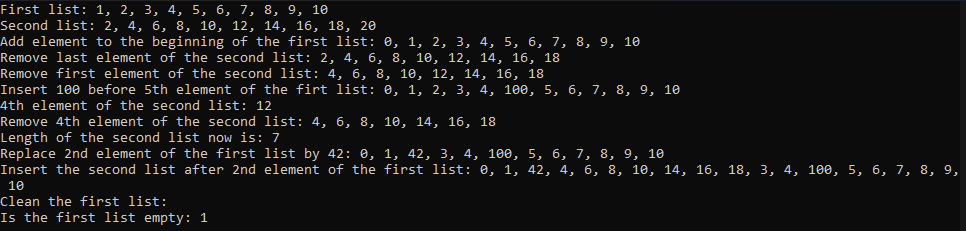 First list: 1, 2, 3, 4, 5, 6, 7, 8, 9, 10
Second list: 2, 4, 6, 8, 10, 12, 14, 16, 18, 20
Add element to the beginning of the first list: 0, 1, 2, 3, 4, 5, 6, 7, 8, 9, 10
Remove last element of the second list: 2, 4, 6, 8, 10, 12, 14, 16, 18
Remove first element of the second list: 4, 6, 8, 10, 12, 14, 16, 18
Insert 100 before 5th element of the firt list: 0, 1, 2, 3, 4, 100, 5, 6, 7, 8, 9, 10
4th element of the second list: 12
Remove 4th element of the second list: 4, 6, 8, 10, 14, 16, 18
Length of the second list now is: 7
Replace 2nd element of the first list by 42: 0, 1, 42, 3, 4, 100, 5, 6, 7, 8, 9, 10
Insert the second list after 2nd element of the first list: 0, 1, 42, 4, 6, 8, 10, 14, 16, 18, 3, 4, 100, 5, 6, 7, 8, 9,
10
Clean the first list:
Is the first list empty: 1